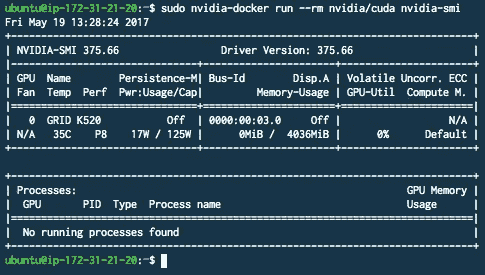 ubuntu@ip-172-31-21-20:~$ sudo nvidia-docker run --rm nvidia/cuda nvidia-smi
Fri May 19 13:28:24 2017
+-----------------------------------------------------------------------------+
| NVIDIA-SMI 375.66                 Driver Version: 375.66                    |
|-------------------------------+----------------------+----------------------+
| GPU  Name        Persistence-M| Bus-Id        Disp.A | Volatile Uncorr. ECC |
| Fan  Temp  Perf  Pwr:Usage/Cap|         Memory-Usage | GPU-Util  Compute M. |
|===============================+======================+======================|
|   0  GRID K520           Off  | 0000:00:03.0     Off |                  N/A |
| N/A   35C    P8    17W / 125W |      0MiB /  4036MiB |      0%      Default |
+-------------------------------+----------------------+----------------------+

+-----------------------------------------------------------------------------+
| Processes:                                                       GPU Memory |
|  GPU       PID  Type  Process name                               Usage      |
|=============================================================================|
|  No running processes found                                                 |
+-----------------------------------------------------------------------------+
ubuntu@ip-172-31-21-20:~$